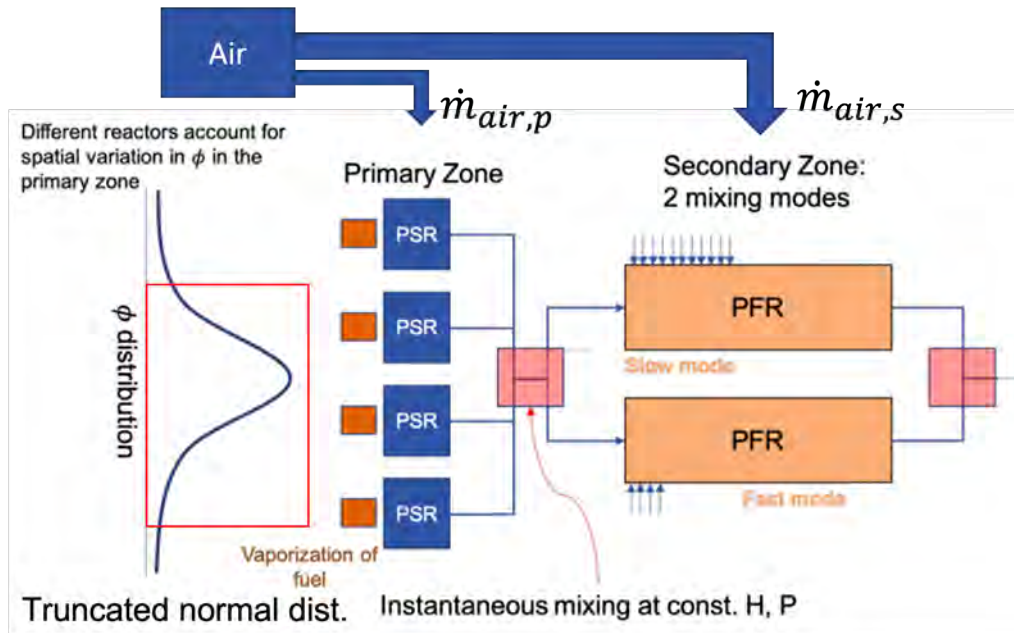 Air
ṁ_air,p
ṁ_air,s
Different reactors account for
spatial variation in ϕ in the
primary zone
Primary Zone
Secondary Zone:
2 mixing modes
PSR
PSR
PSR
PSR
PFR
Slow mode
PFR
Fast mode
ϕ distribution
Vaporization of
fuel
Truncated normal dist.
Instantaneous mixing at const. H, P